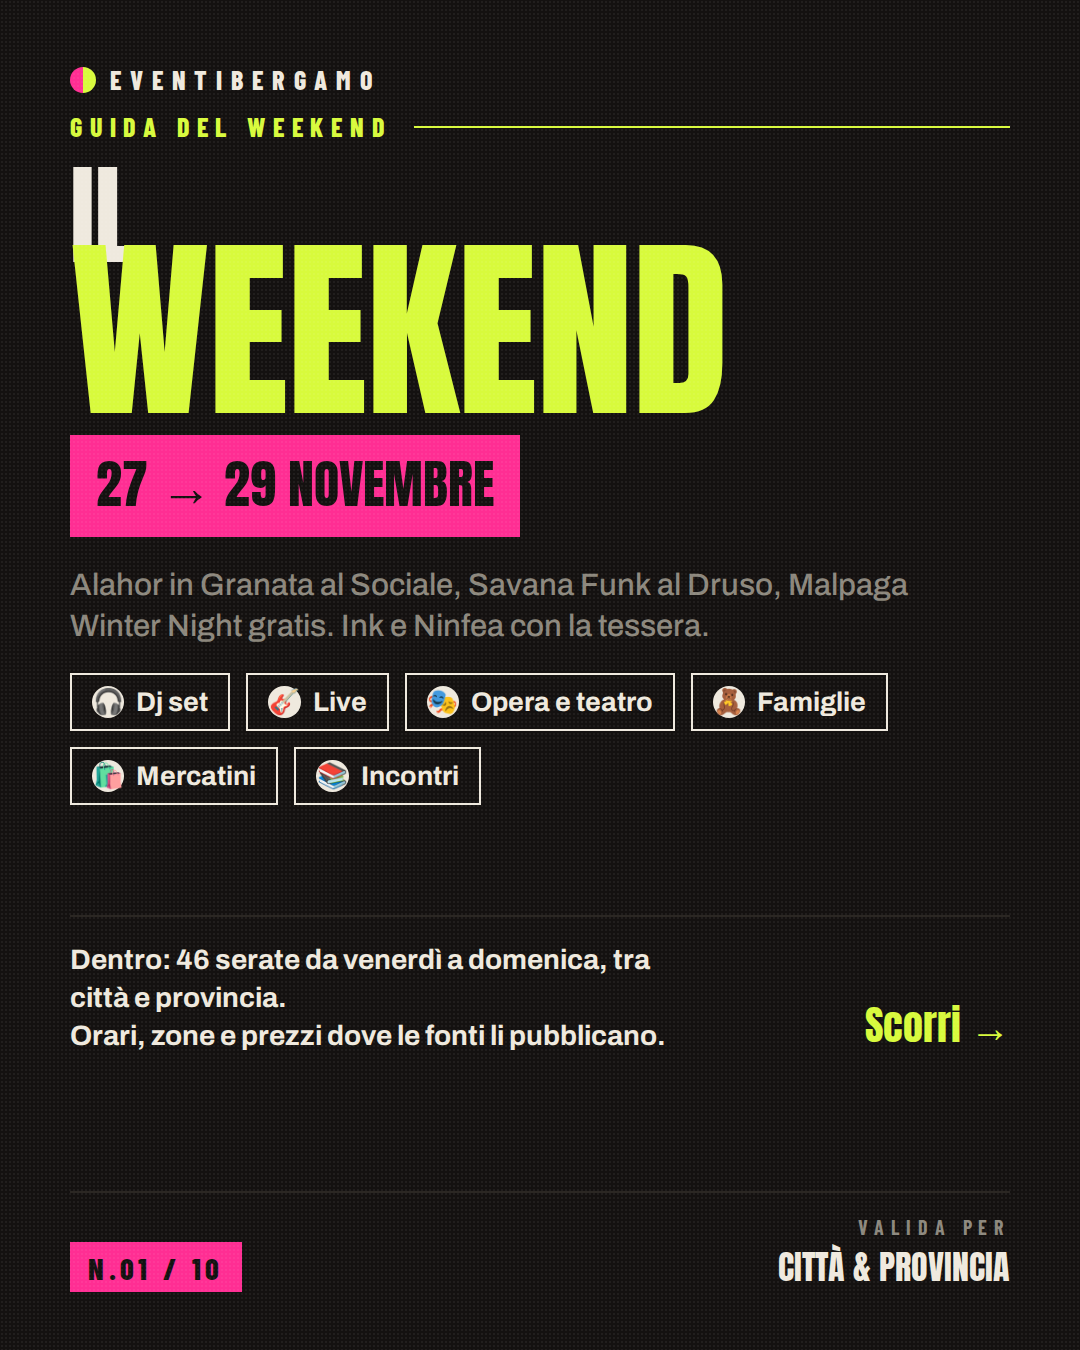 EVENTIBERGAMO
GUIDA DEL WEEKEND
IL
WEEKEND
27 → 29 NOVEMBRE
Alahor in Granata al Sociale, Savana Funk al Druso, Malpaga
Winter Night gratis. Ink e Ninfea con la tessera.
Dj set
Live
Opera e teatro
Famiglie
Mercatini
Incontri
Dentro: 46 serate da venerdì a domenica, tra
città e provincia.
Orari, zone e prezzi dove le fonti li pubblicano.
Scorri →
VALIDA PER
N.01 / 10
CITTÀ & PROVINCIA